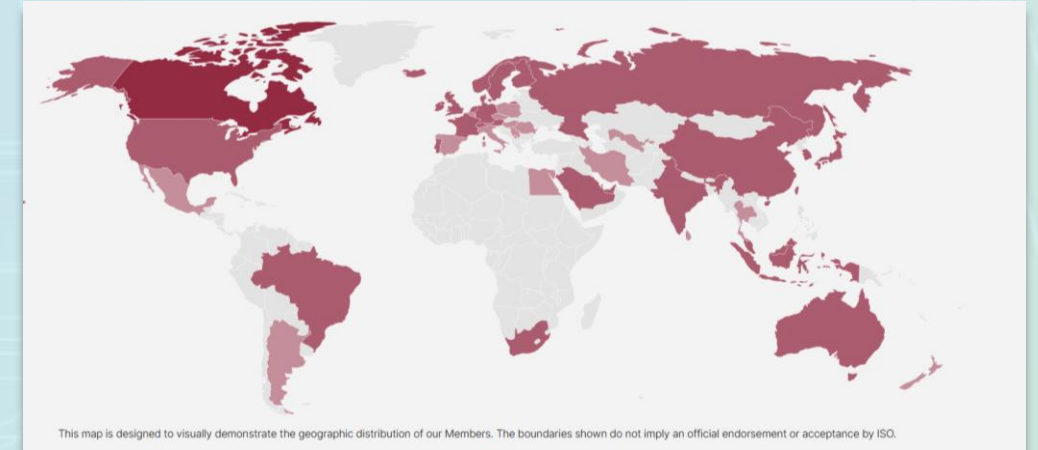 This map is designed to visually demonstrate the geographic distribution of our Members. The boundaries shown do not imply an official endorsement or acceptance by ISO.